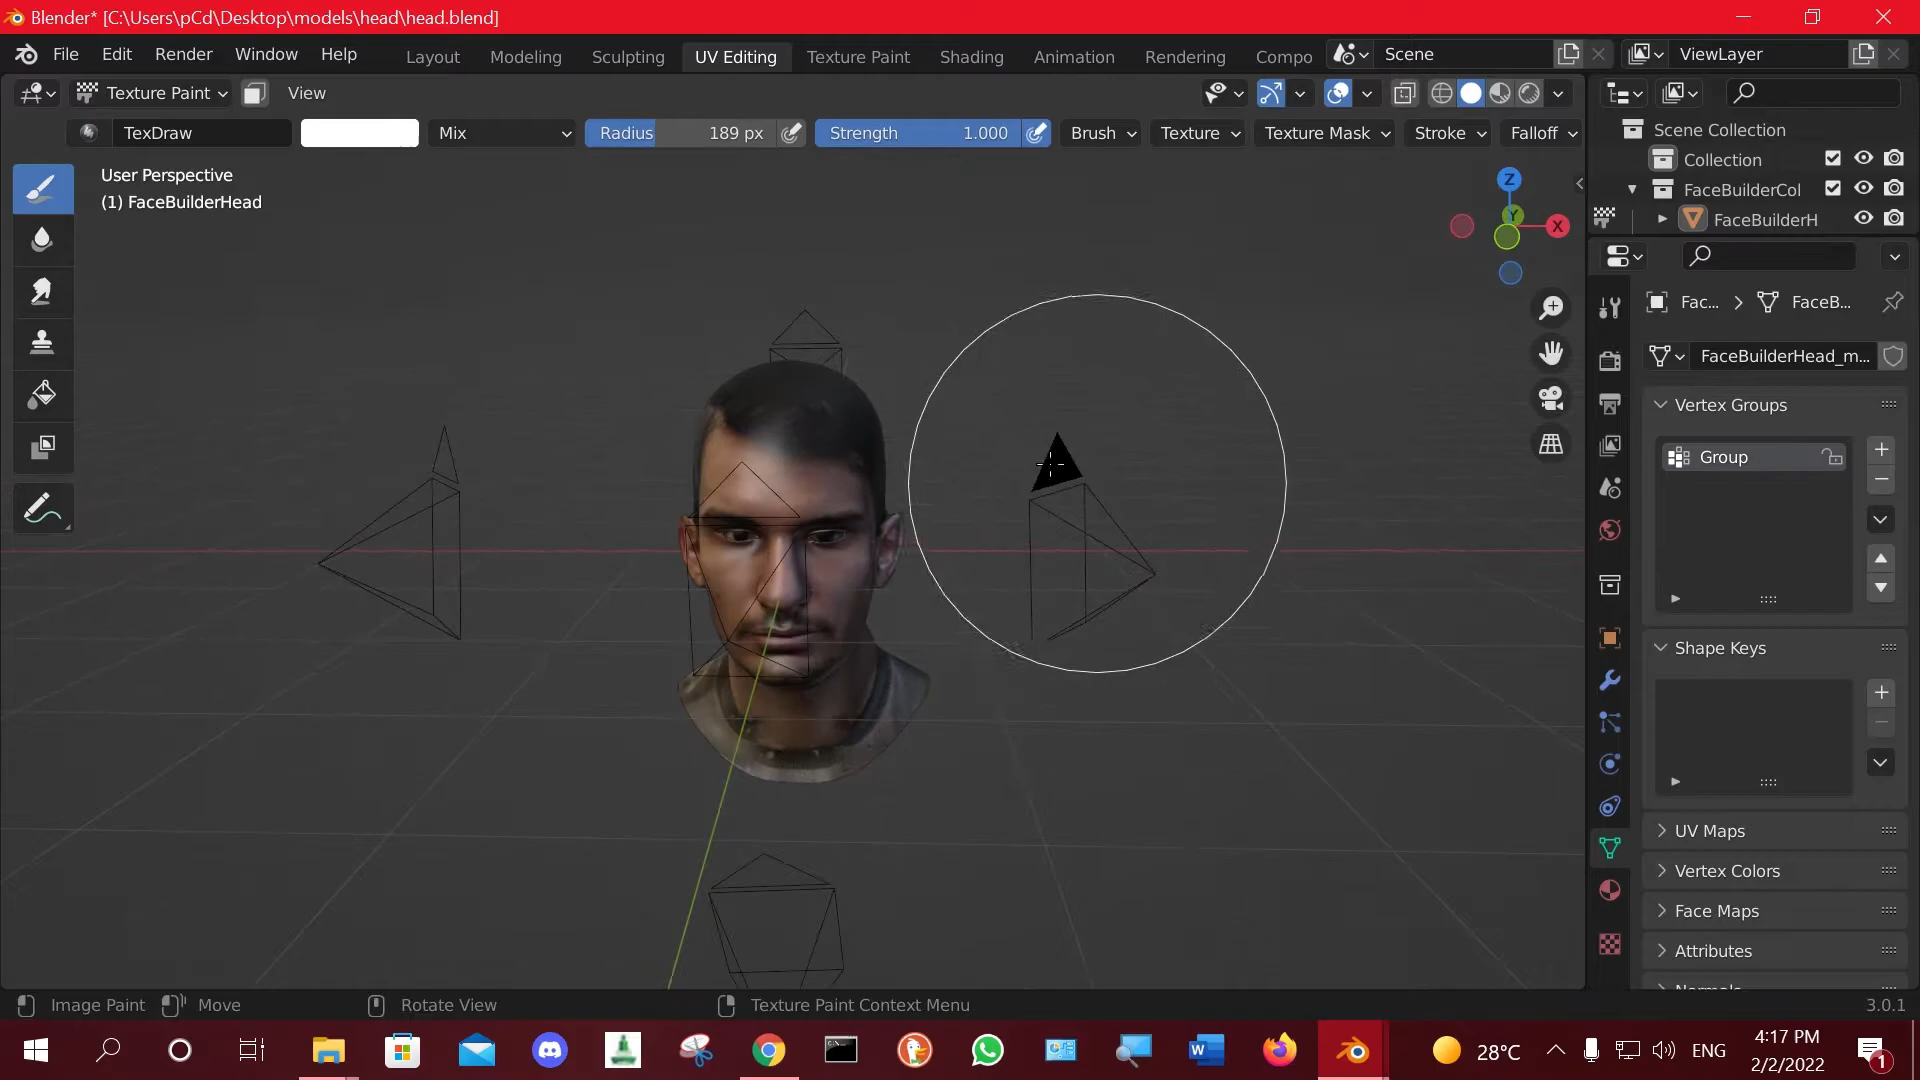 Blender* [C:\Users\pCd\Desktop\models\head\head.blend]
File Edit Render Window Help Layout Modeling Sculpting UV Editing Texture Paint Shading Animation Rendering Compo Scene ViewLayer
Texture Paint View
TexDraw Mix Radius 189 px Strength 1.000 Brush Texture Texture Mask Stroke Falloff
User Perspective
(1) FaceBuilderHead
Z
Y
X
Scene Collection
Collection
FaceBuilderCol
FaceBuilderH
Fac... > FaceB...
FaceBuilderHead_m...
Vertex Groups
Group
Shape Keys
UV Maps
Vertex Colors
Face Maps
Attributes
Normals
Image Paint Move Rotate View Texture Paint Context Menu 3.0.1
28°C ENG 4:17 PM
2/2/2022
1